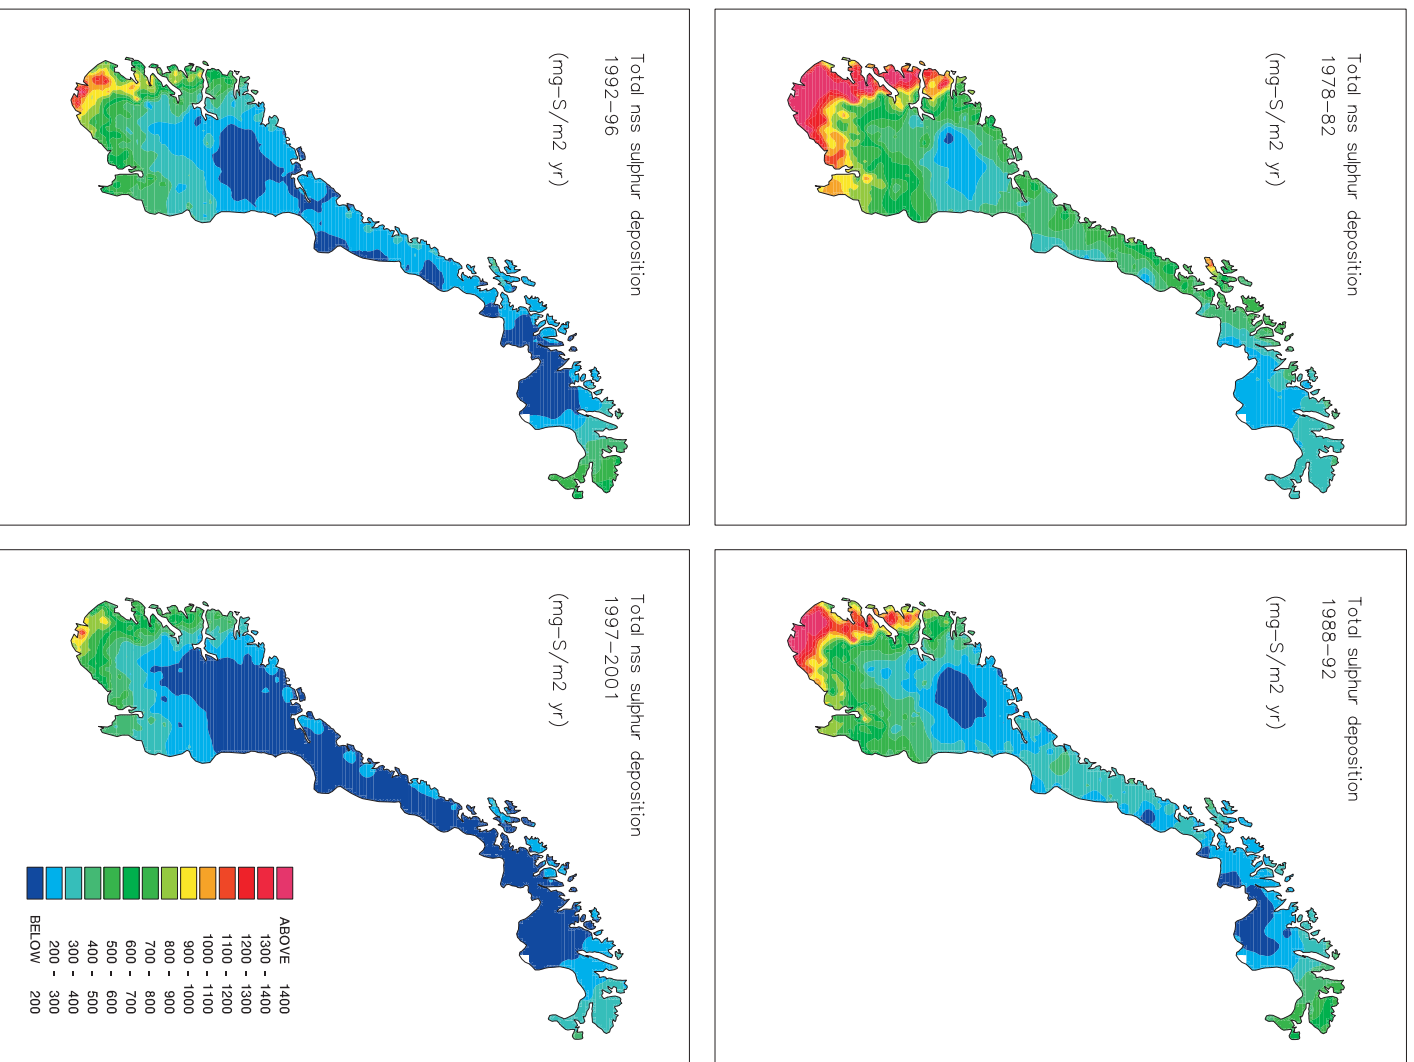 Total nss sulphur deposition
1978-82
(mg-S/m2 yr)
Total sulphur deposition
1988-92
(mg-S/m2 yr)
Total nss sulphur deposition
1992-96
(mg-S/m2 yr)
Total nss sulphur deposition
1997-2001
(mg-S/m2 yr)
ABOVE 1400
1300 - 1400
1200 - 1300
1100 - 1200
1000 - 1100
900 - 1000
800 - 900
700 - 800
600 - 700
500 - 600
400 - 500
300 - 400
200 - 300
BELOW 200